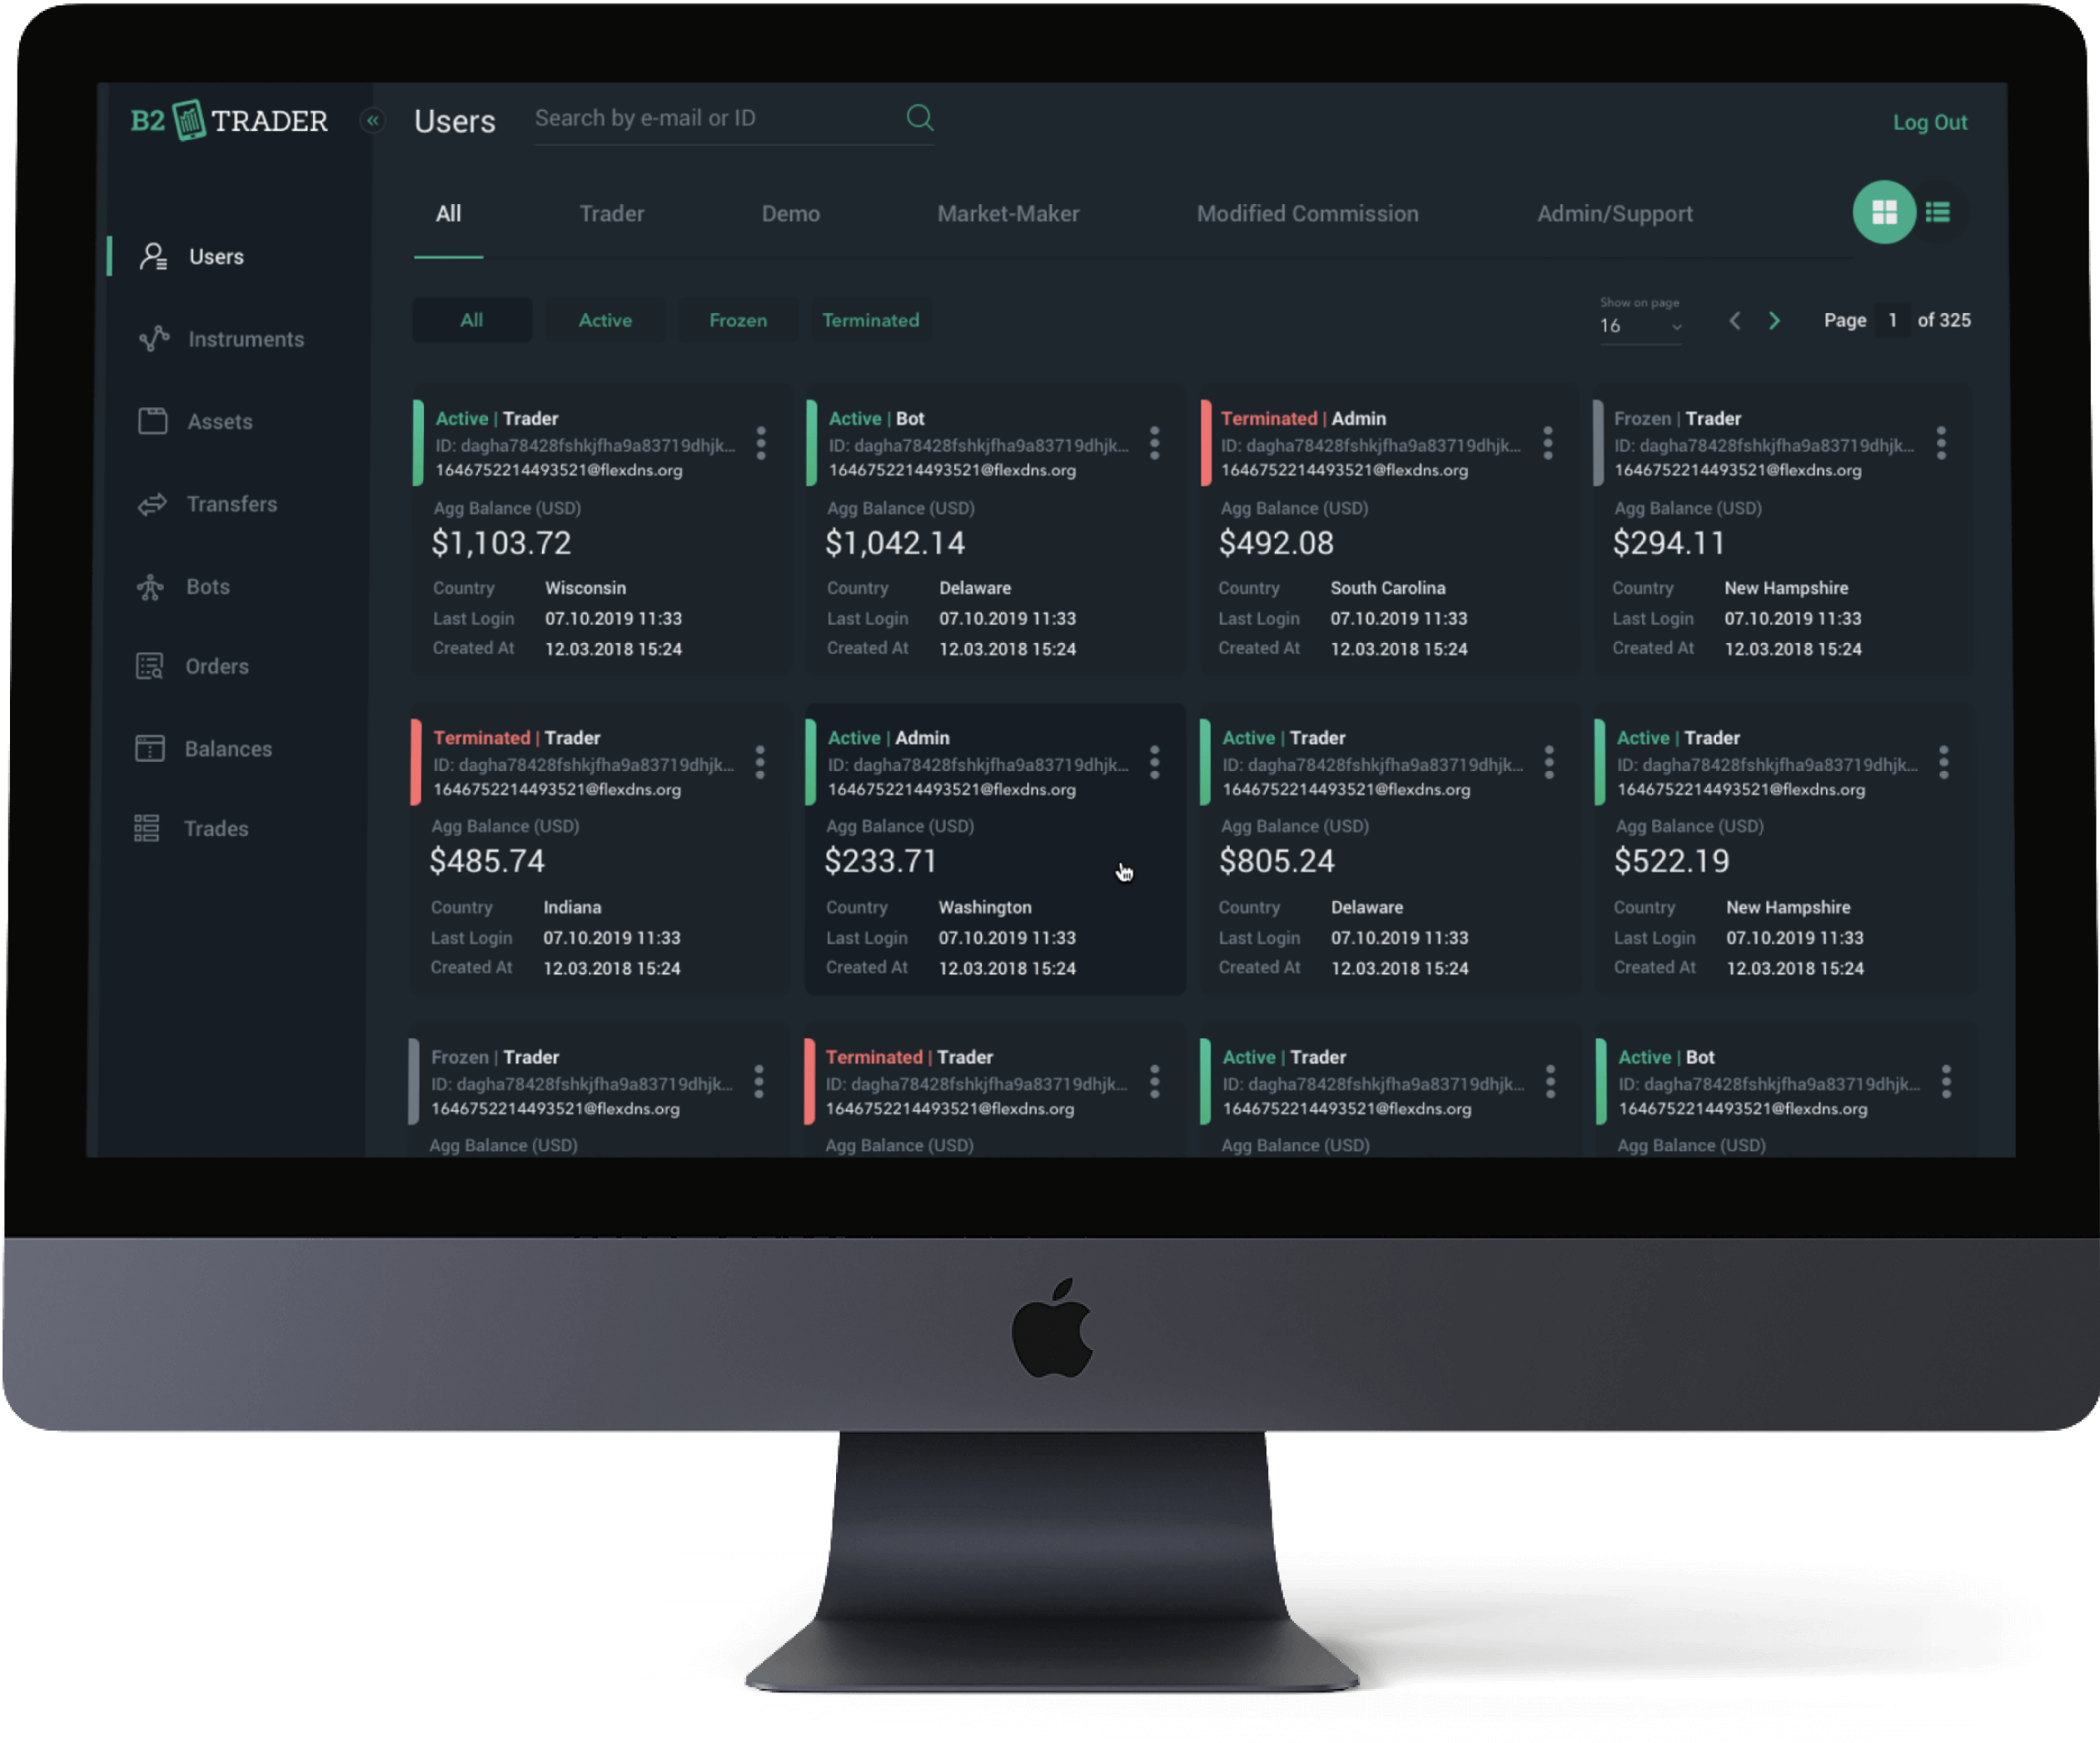 B2 TRADER
«
Users
Search by e-mail or ID
Log Out
All
Trader
Demo
Market-Maker
Modified Commission
Admin/Support
Users
Instruments
Assets
Transfers
Bots
Orders
Balances
Trades
All
Active
Frozen
Terminated
Show on page
16
Page 1 of 325
Active | Trader
ID: dagha78428fshkjfha9a83719dhjk...
1646752214493521@flexdns.org
Agg Balance (USD)
$1,103.72
Country Wisconsin
Last Login 07.10.2019 11:33
Created At 12.03.2018 15:24
Active | Bot
ID: dagha78428fshkjfha9a83719dhjk...
1646752214493521@flexdns.org
Agg Balance (USD)
$1,042.14
Country Delaware
Last Login 07.10.2019 11:33
Created At 12.03.2018 15:24
Terminated | Admin
ID: dagha78428fshkjfha9a83719dhjk...
1646752214493521@flexdns.org
Agg Balance (USD)
$492.08
Country South Carolina
Last Login 07.10.2019 11:33
Created At 12.03.2018 15:24
Frozen | Trader
ID: dagha78428fshkjfha9a83719dhjk...
1646752214493521@flexdns.org
Agg Balance (USD)
$294.11
Country New Hampshire
Last Login 07.10.2019 11:33
Created At 12.03.2018 15:24
Terminated | Trader
ID: dagha78428fshkjfha9a83719dhjk...
1646752214493521@flexdns.org
Agg Balance (USD)
$485.74
Country Indiana
Last Login 07.10.2019 11:33
Created At 12.03.2018 15:24
Active | Admin
ID: dagha78428fshkjfha9a83719dhjk...
1646752214493521@flexdns.org
Agg Balance (USD)
$233.71
Country Washington
Last Login 07.10.2019 11:33
Created At 12.03.2018 15:24
Active | Trader
ID: dagha78428fshkjfha9a83719dhjk...
1646752214493521@flexdns.org
Agg Balance (USD)
$805.24
Country Delaware
Last Login 07.10.2019 11:33
Created At 12.03.2018 15:24
Active | Trader
ID: dagha78428fshkjfha9a83719dhjk...
1646752214493521@flexdns.org
Agg Balance (USD)
$522.19
Country New Hampshire
Last Login 07.10.2019 11:33
Created At 12.03.2018 15:24
Frozen | Trader
ID: dagha78428fshkjfha9a83719dhjk...
1646752214493521@flexdns.org
Agg Balance (USD)
Terminated | Trader
ID: dagha78428fshkjfha9a83719dhjk...
1646752214493521@flexdns.org
Agg Balance (USD)
Active | Trader
ID: dagha78428fshkjfha9a83719dhjk...
1646752214493521@flexdns.org
Agg Balance (USD)
Active | Bot
ID: dagha78428fshkjfha9a83719dhjk...
1646752214493521@flexdns.org
Agg Balance (USD)